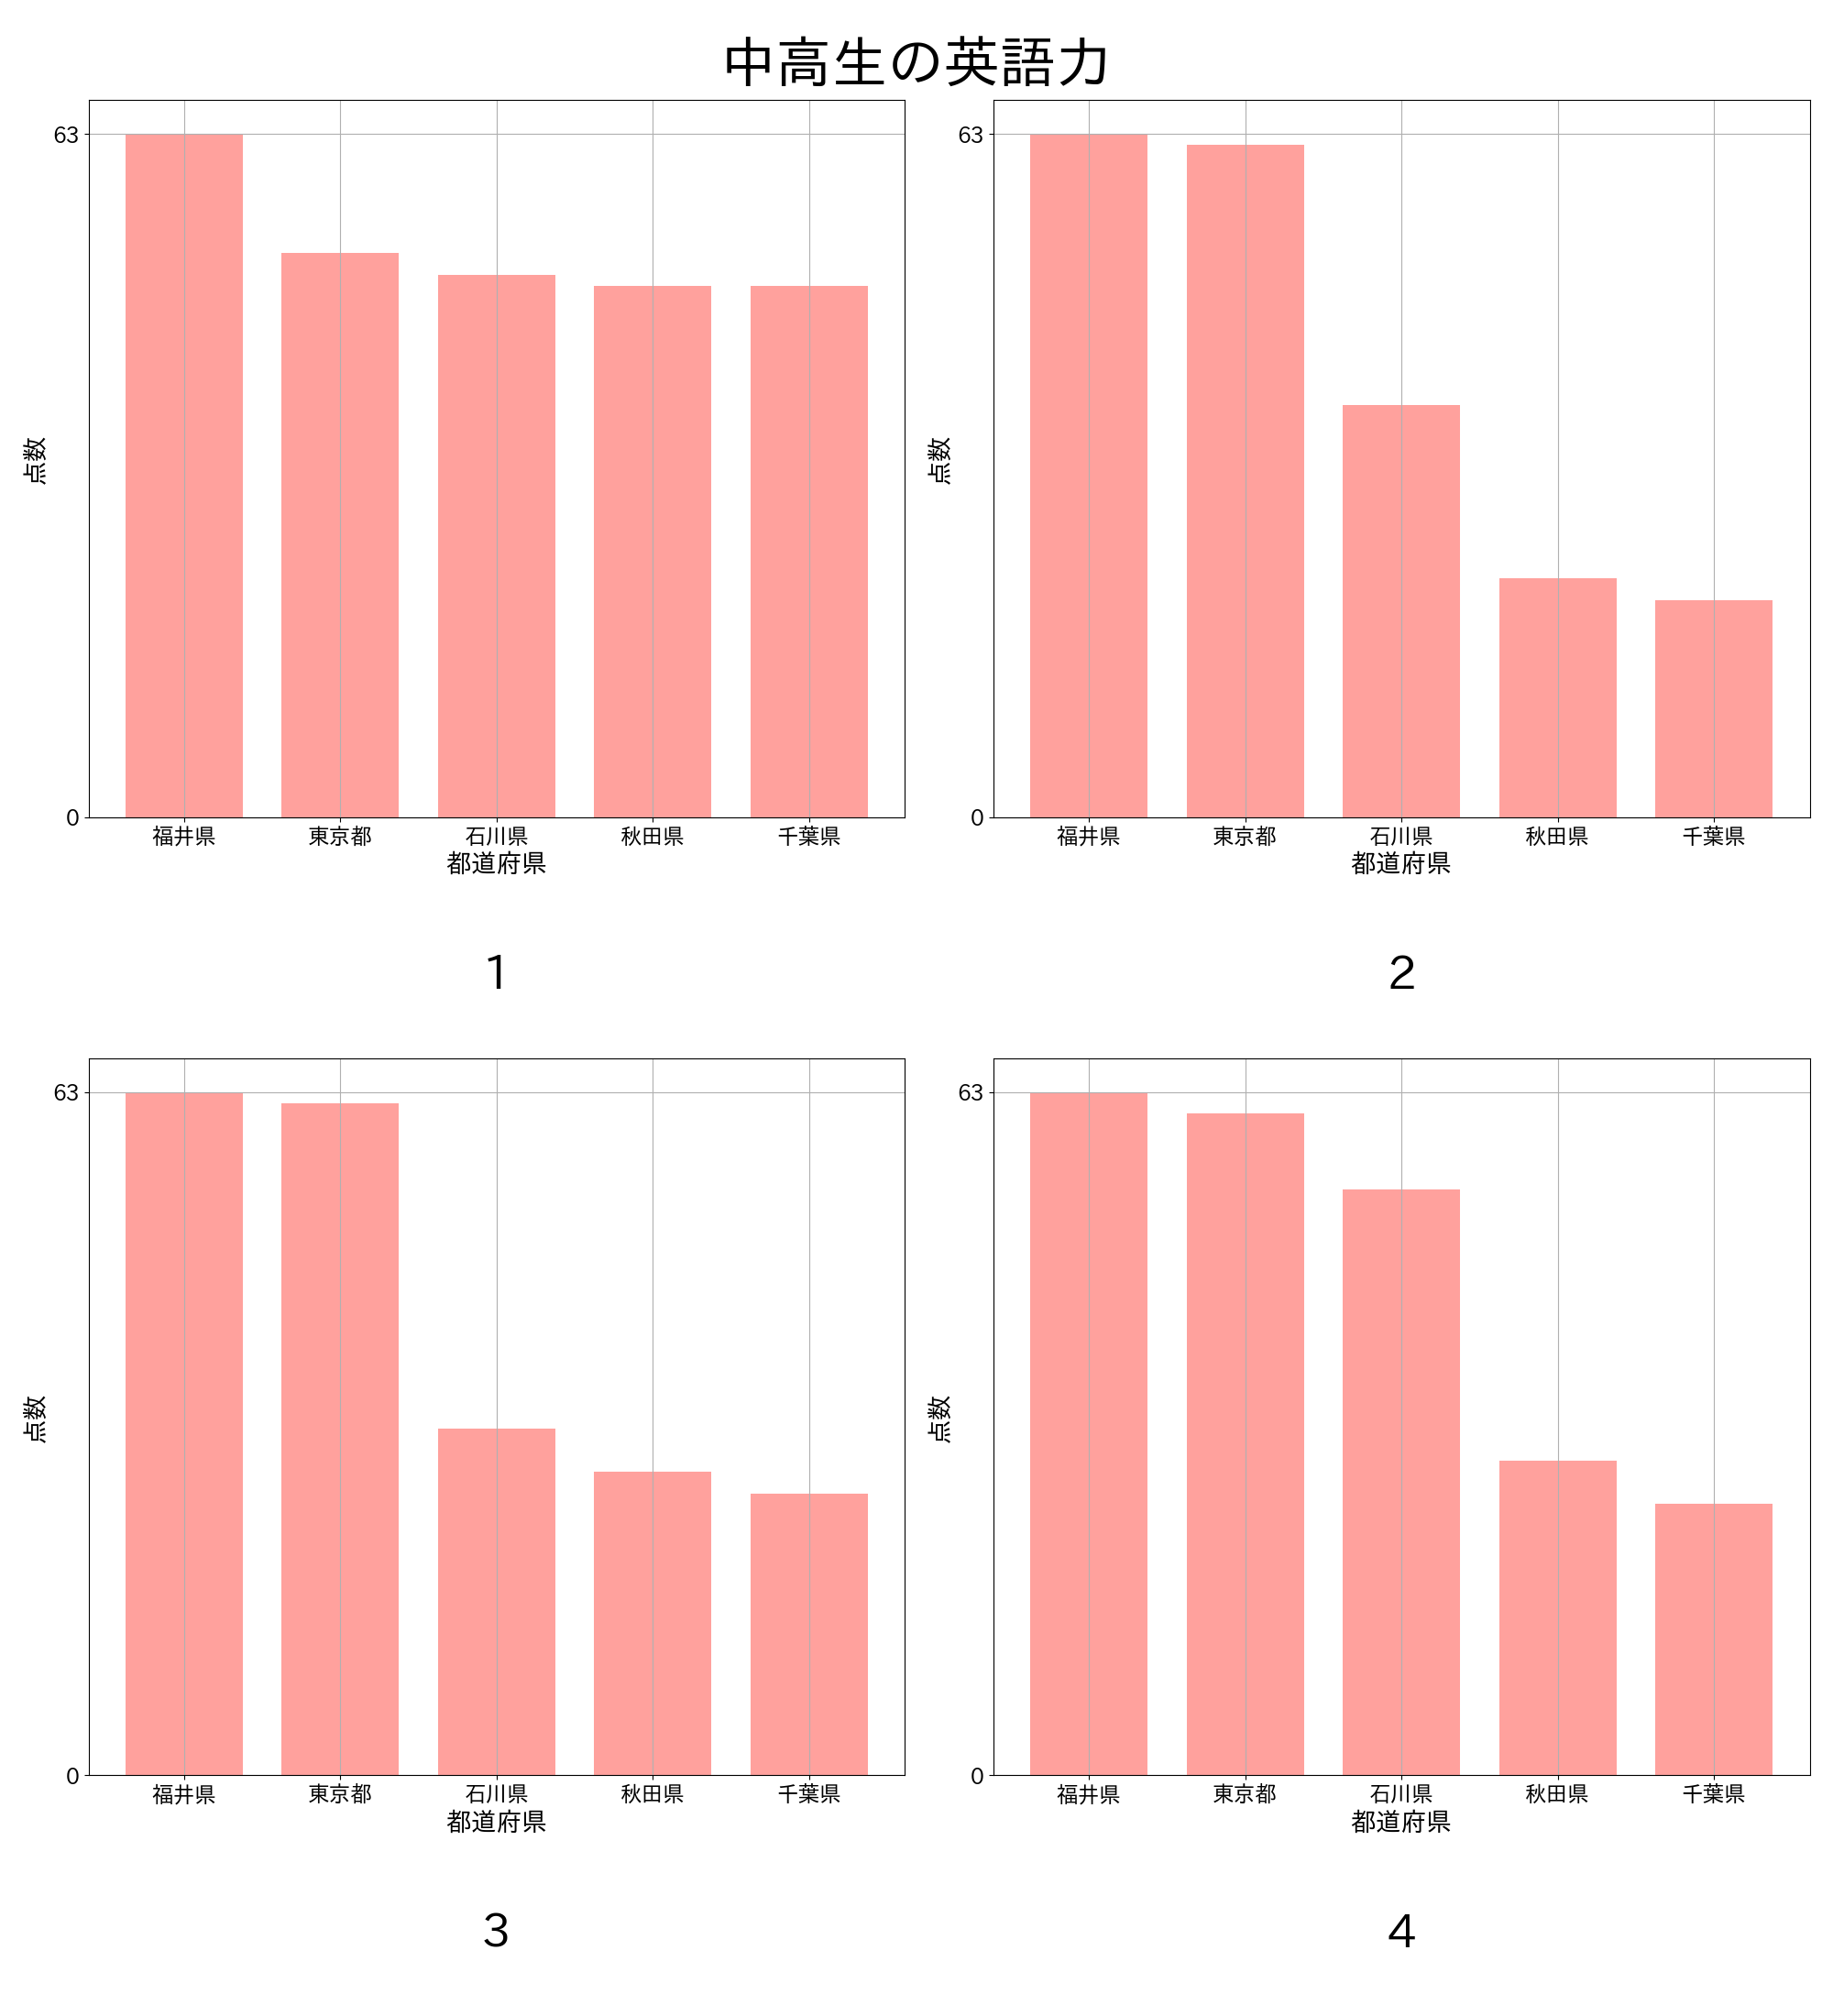 中高生の英語力
63
0
点数
福井県 東京都 石川県 秋田県 千葉県
都道府県
1
63
0
点数
福井県 東京都 石川県 秋田県 千葉県
都道府県
2
63
0
点数
福井県 東京都 石川県 秋田県 千葉県
都道府県
3
63
0
点数
福井県 東京都 石川県 秋田県 千葉県
都道府県
4